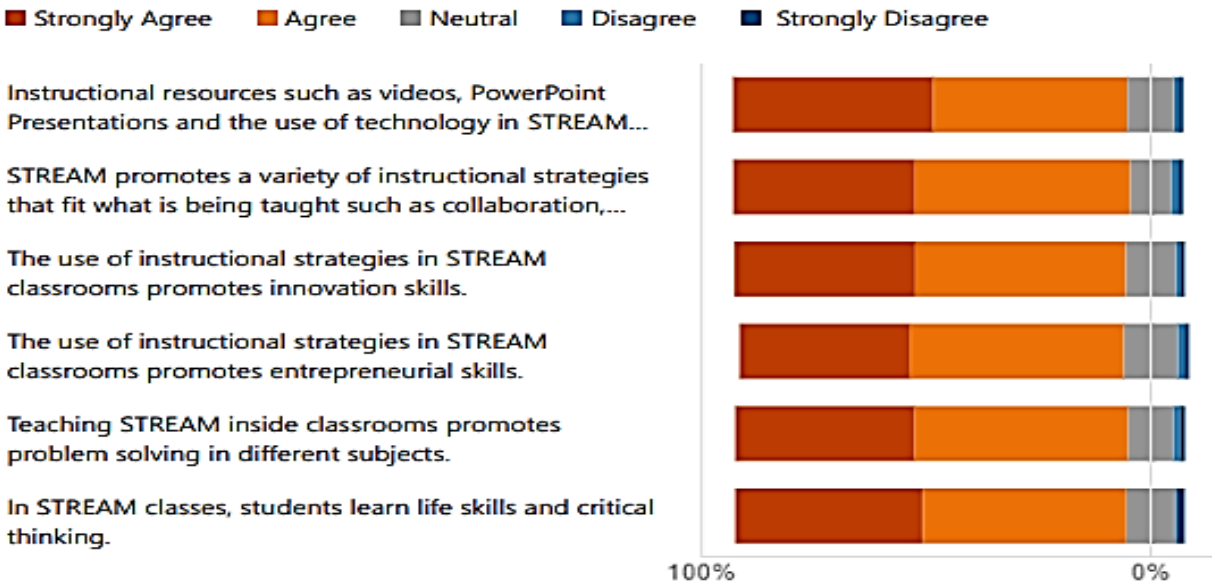 Strongly Agree Agree Neutral Disagree Strongly Disagree
Instructional resources such as videos, PowerPoint
Presentations and the use of technology in STREAM...
STREAM promotes a variety of instructional strategies
that fit what is being taught such as collaboration,...
The use of instructional strategies in STREAM
classrooms promotes innovation skills.
The use of instructional strategies in STREAM
classrooms promotes entrepreneurial skills.
Teaching STREAM inside classrooms promotes
problem solving in different subjects.
In STREAM classes, students learn life skills and critical
thinking.
100% 0%